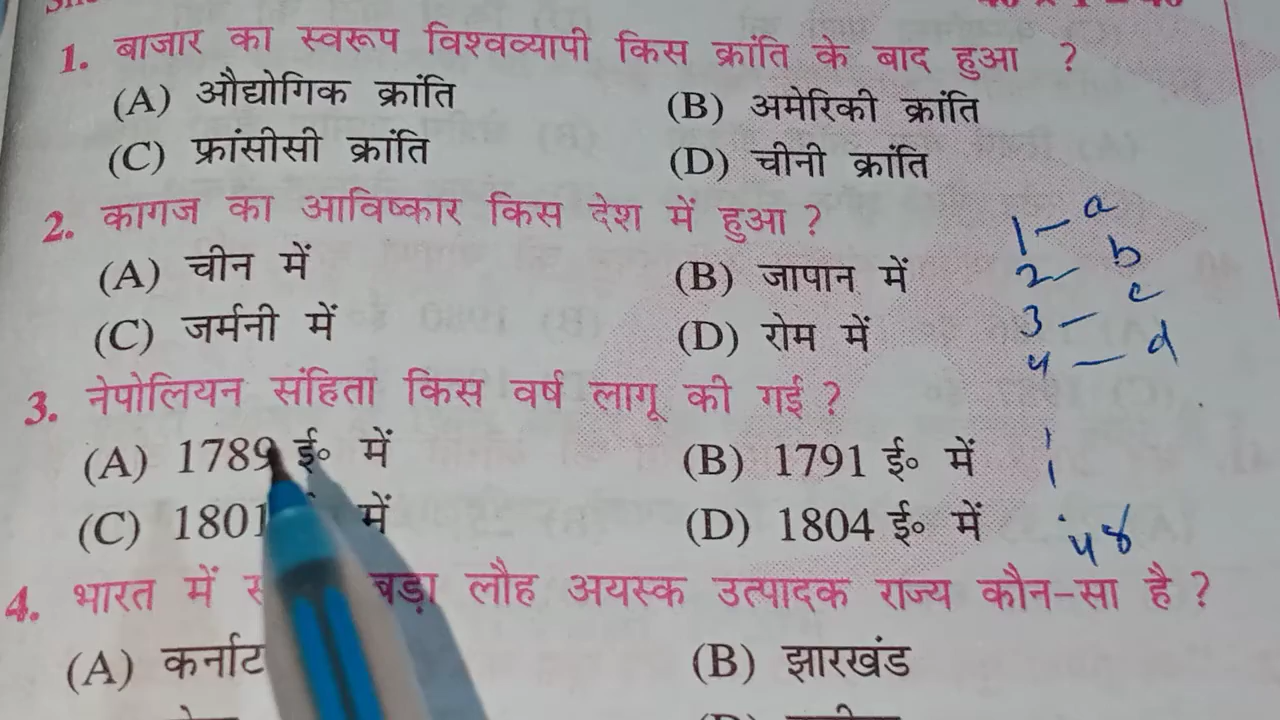 1. बाजार का स्वरूप विश्वव्यापी किस क्रांति के बाद हुआ ?
(A) औद्योगिक क्रांति (B) अमेरिकी क्रांति
(C) फ्रांसीसी क्रांति (D) चीनी क्रांति
2. कागज का आविष्कार किस देश में हुआ ?
(A) चीन में (B) जापान में
(C) जर्मनी में (D) रोम में
1 – a
2 – b
3 – c
4 – d
3. नेपोलियन संहिता किस वर्ष लागू की गई ?
(A) 1789 ई० में (B) 1791 ई० में
(C) 1801 में (D) 1804 ई० में
48
4. भारत में बड़ा लौह अयस्क उत्पादक राज्य कौन-सा है ?
(A) कर्नाट (B) झारखंड